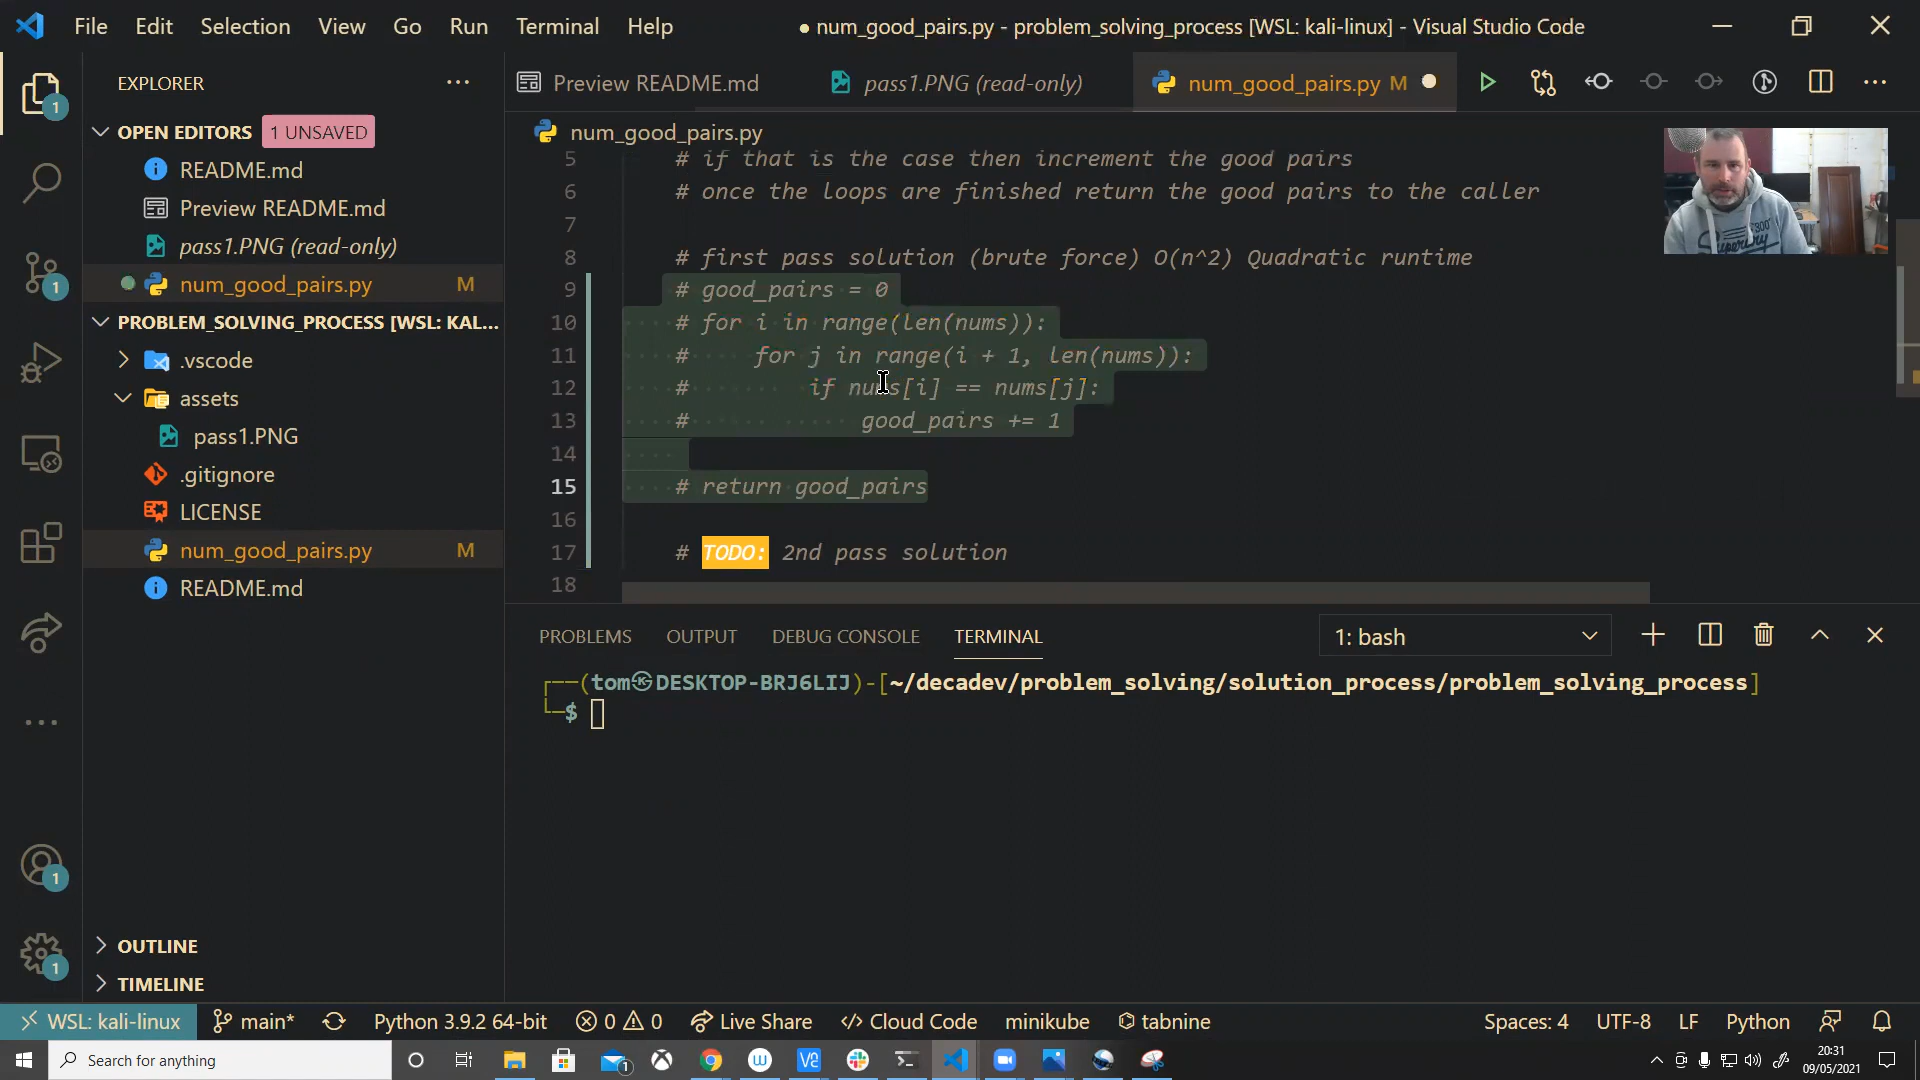 File Edit Selection View Go Run Terminal Help
● num_good_pairs.py - problem_solving_process [WSL: kali-linux] - Visual Studio Code
EXPLORER
Preview README.md
pass1.PNG (read-only)
num_good_pairs.py M
OPEN EDITORS 1 UNSAVED
README.md
Preview README.md
pass1.PNG (read-only)
num_good_pairs.py M
PROBLEM_SOLVING_PROCESS [WSL: KAL...
.vscode
assets
pass1.PNG
.gitignore
LICENSE
num_good_pairs.py M
README.md
OUTLINE
TIMELINE
1
1
1
1
num_good_pairs.py
5 # if that is the case then increment the good pairs
6 # once the loops are finished return the good pairs to the caller
7
8 # first pass solution (brute force) O(n^2) Quadratic runtime
9 # good_pairs = 0
10 # for i in range(len(nums)):
11 # for j in range(i + 1, len(nums)):
12 # if nums[i] == nums[j]:
13 # good_pairs += 1
14
15 # return good_pairs
16
17 # TODO: 2nd pass solution
18
PROBLEMS OUTPUT DEBUG CONSOLE TERMINAL
1: bash
┌──(tom㉿DESKTOP-BRJ6LIJ)-[~/decadev/problem_solving/solution_process/problem_solving_process]
└─$
WSL: kali-linux main* Python 3.9.2 64-bit 0 0 Live Share Cloud Code minikube tabnine Spaces: 4 UTF-8 LF Python
Search for anything
20:31
09/05/2021